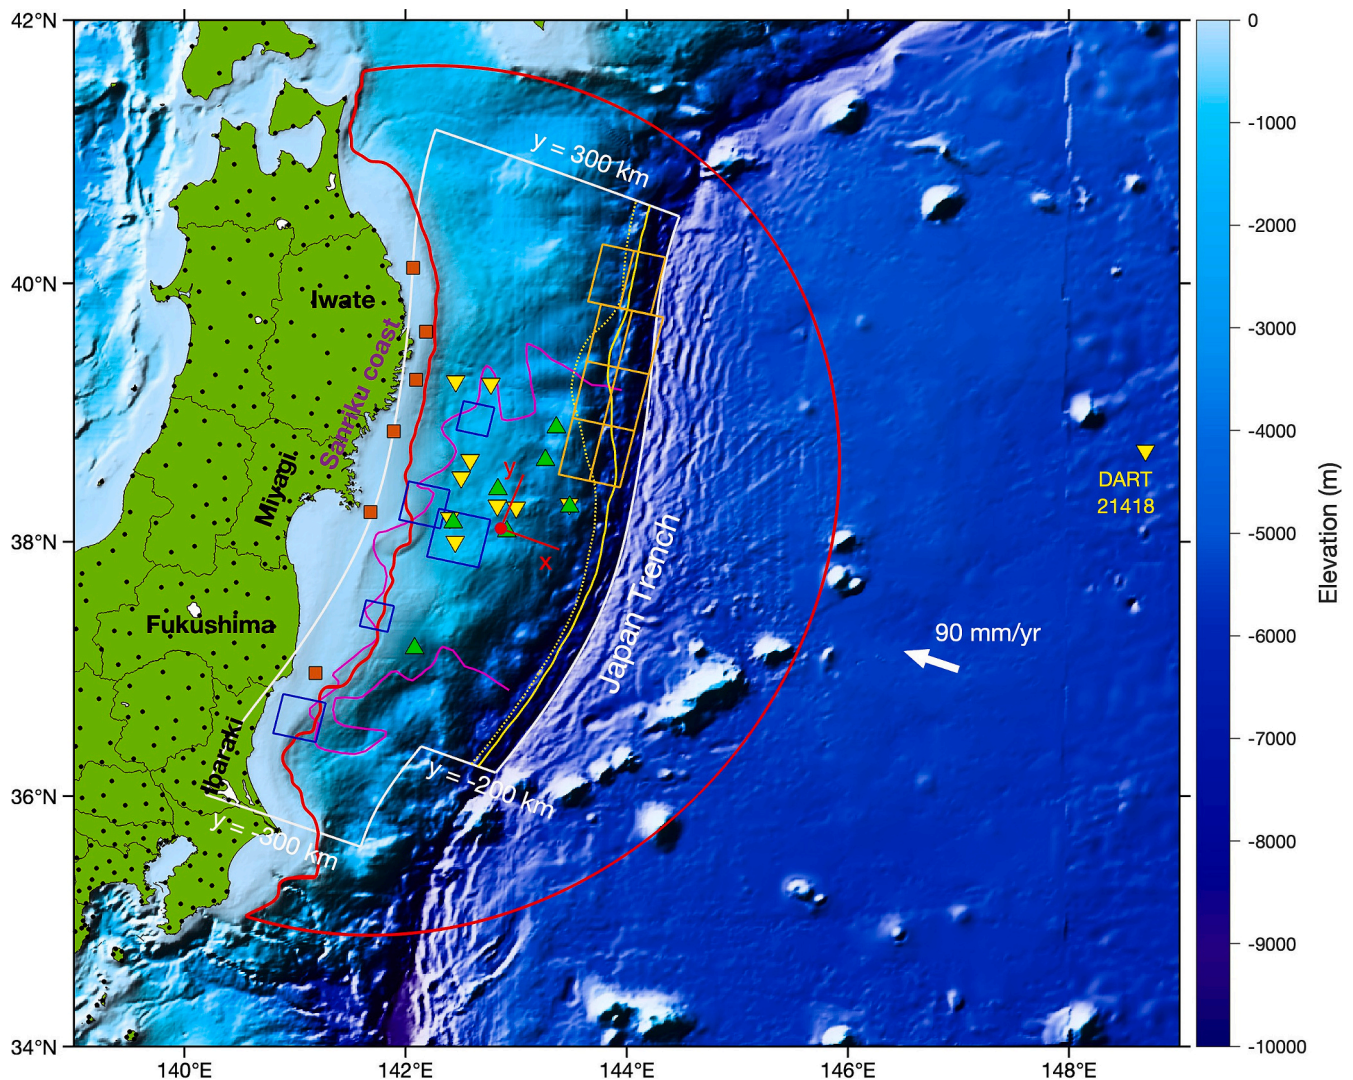 42°N
40°N
38°N
36°N
34°N
140°E
142°E
144°E
146°E
148°E
y = 300 km
Iwate
Sanriku coast
Miyagi
y
x
DART
21418
Japan Trench
Fukushima
90 mm/yr
Ibaraki
y = -200 km
y = -300 km
0
-1000
-2000
-3000
-4000
-5000
-6000
-7000
-8000
-9000
-10000
Elevation (m)